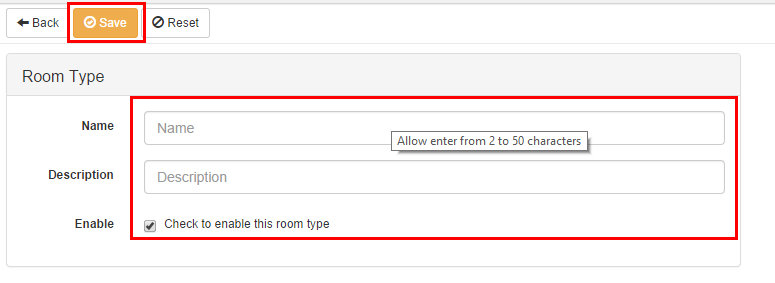 Back Save Reset
Room Type
Name Name
Allow enter from 2 to 50 characters
Description Description
Enable Check to enable this room type